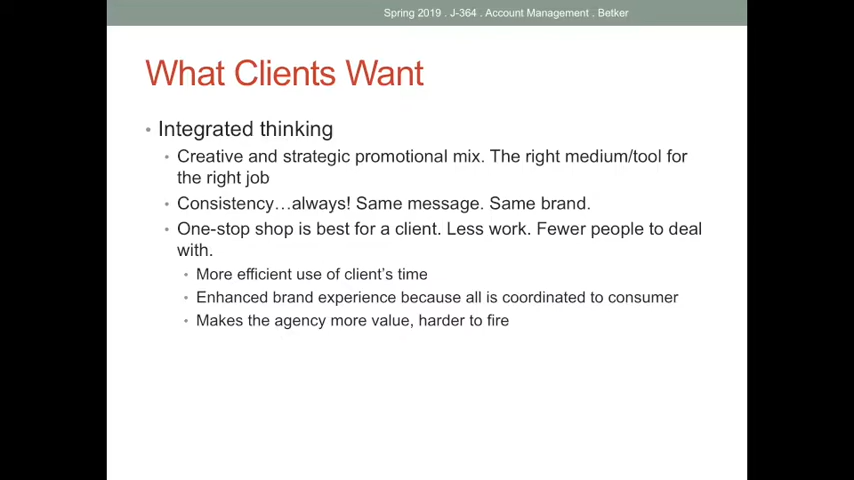 Spring 2019 . J-364 . Account Management . Betker
What Clients Want
• Integrated thinking
• Creative and strategic promotional mix. The right medium/tool for
the right job
• Consistency…always! Same message. Same brand.
• One-stop shop is best for a client. Less work. Fewer people to deal
with.
• More efficient use of client's time
• Enhanced brand experience because all is coordinated to consumer
• Makes the agency more value, harder to fire